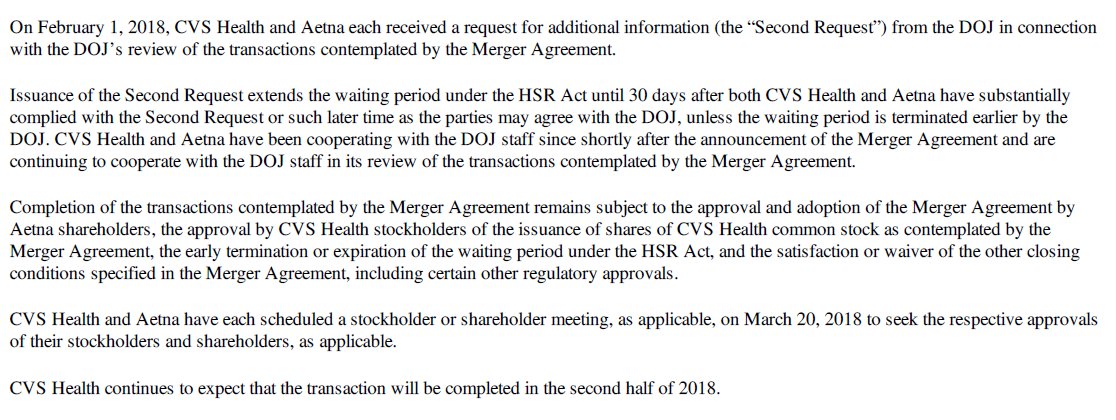 On February 1, 2018, CVS Health and Aetna each received a request for additional information (the “Second Request”) from the DOJ in connection
with the DOJ’s review of the transactions contemplated by the Merger Agreement.
Issuance of the Second Request extends the waiting period under the HSR Act until 30 days after both CVS Health and Aetna have substantially
complied with the Second Request or such later time as the parties may agree with the DOJ, unless the waiting period is terminated earlier by the
DOJ. CVS Health and Aetna have been cooperating with the DOJ staff since shortly after the announcement of the Merger Agreement and are
continuing to cooperate with the DOJ staff in its review of the transactions contemplated by the Merger Agreement.
Completion of the transactions contemplated by the Merger Agreement remains subject to the approval and adoption of the Merger Agreement by
Aetna shareholders, the approval by CVS Health stockholders of the issuance of shares of CVS Health common stock as contemplated by the
Merger Agreement, the early termination or expiration of the waiting period under the HSR Act, and the satisfaction or waiver of the other closing
conditions specified in the Merger Agreement, including certain other regulatory approvals.
CVS Health and Aetna have each scheduled a stockholder or shareholder meeting, as applicable, on March 20, 2018 to seek the respective approvals
of their stockholders and shareholders, as applicable.
CVS Health continues to expect that the transaction will be completed in the second half of 2018.